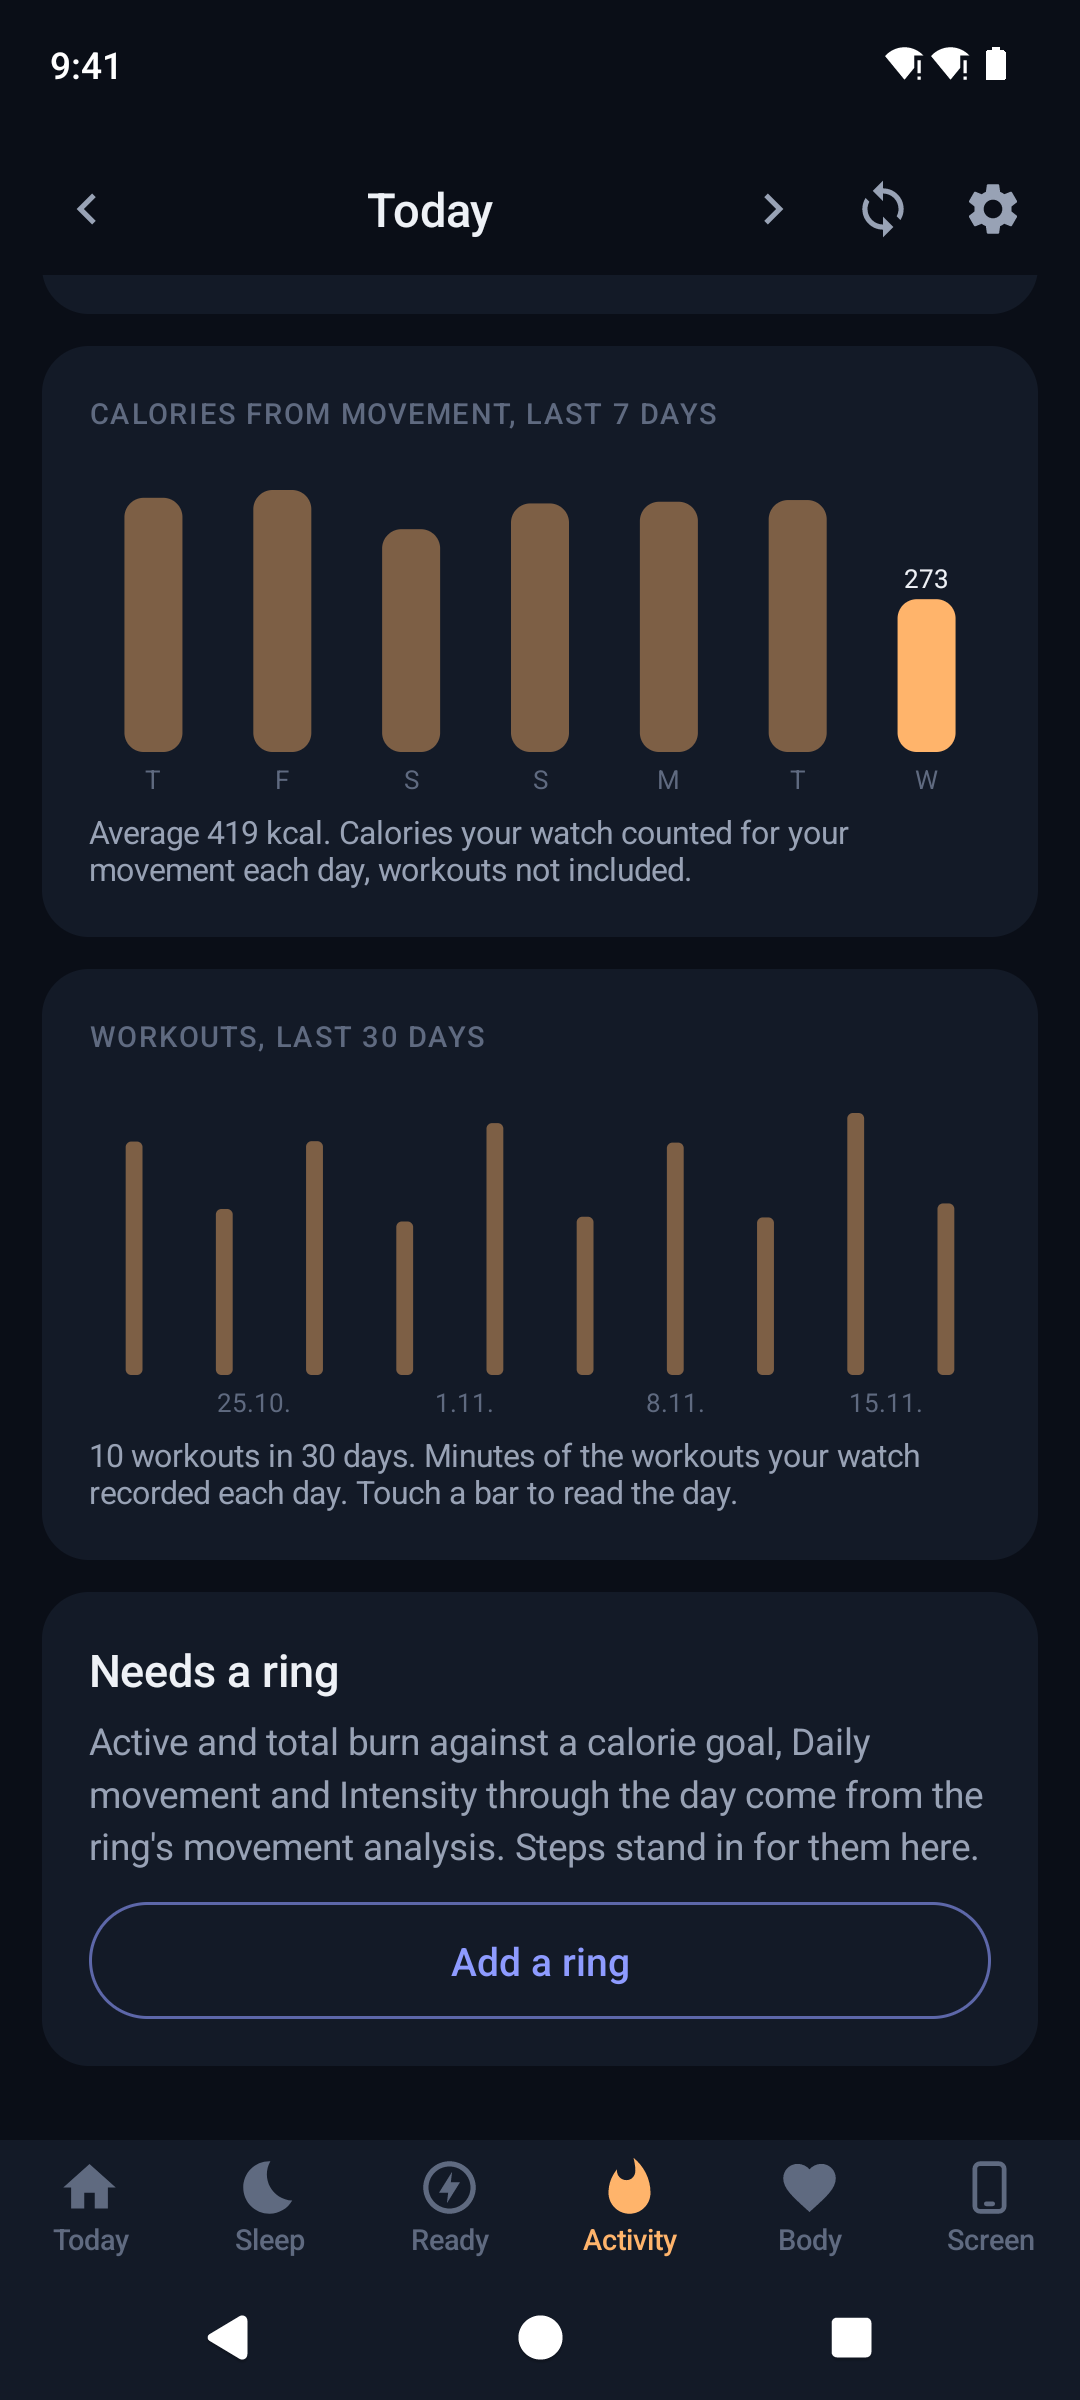 9:41
Today
CALORIES FROM MOVEMENT, LAST 7 DAYS
273
T F S S M T W
Average 419 kcal. Calories your watch counted for your
movement each day, workouts not included.
WORKOUTS, LAST 30 DAYS
25.10. 1.11. 8.11. 15.11.
10 workouts in 30 days. Minutes of the workouts your watch
recorded each day. Touch a bar to read the day.
Needs a ring
Active and total burn against a calorie goal, Daily
movement and Intensity through the day come from the
ring's movement analysis. Steps stand in for them here.
Add a ring
Today Sleep Ready Activity Body Screen